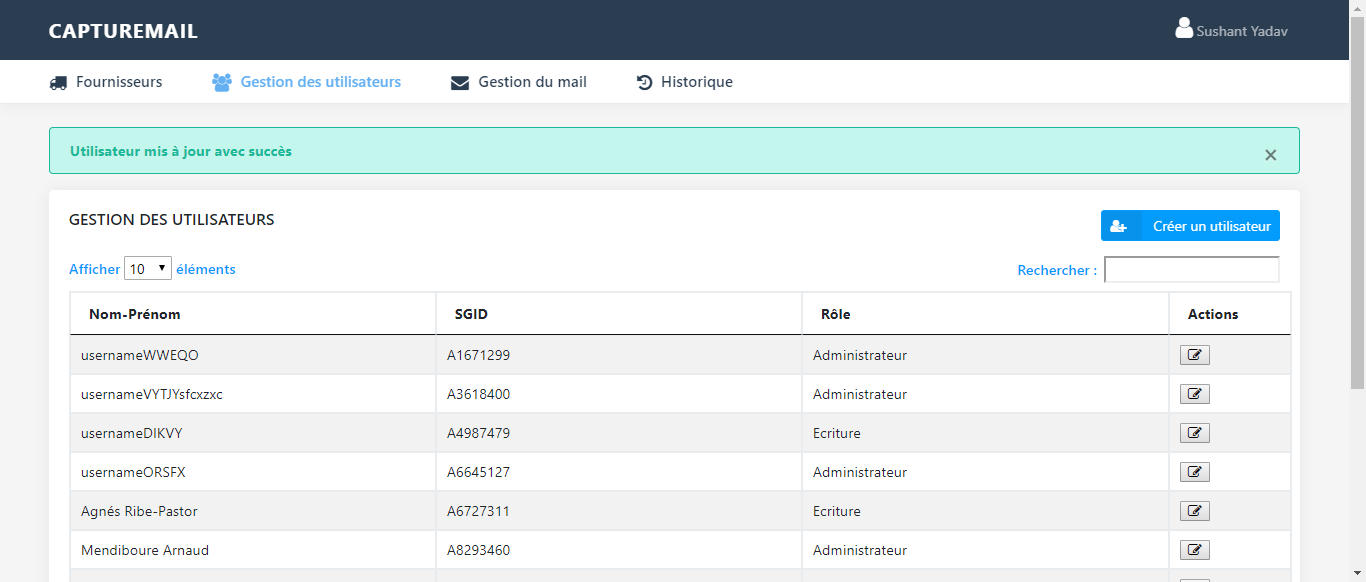 CAPTUREMAIL
Sushant Yadav
Fournisseurs Gestion des utilisateurs Gestion du mail Historique
Utilisateur mis à jour avec succès ×
GESTION DES UTILISATEURS
Créer un utilisateur
Afficher 10 éléments
Rechercher :
Nom-Prénom SGID Rôle Actions
usernameWWEQO A1671299 Administrateur
usernameVYTJYsfcxzxc A3618400 Administrateur
usernameDIKVY A4987479 Ecriture
usernameORSFX A6645127 Administrateur
Agnés Ribe-Pastor A6727311 Ecriture
Mendiboure Arnaud A8293460 Administrateur